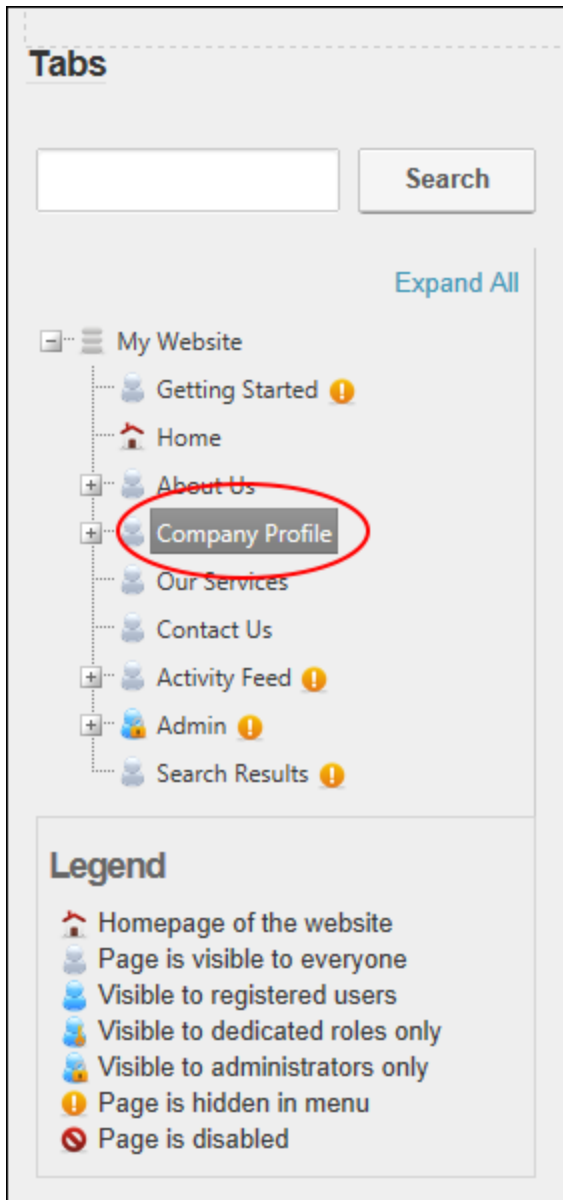 Tabs
Search
Expand All
My Website
Getting Started
Home
About Us
Company Profile
Our Services
Contact Us
Activity Feed
Admin
Search Results
Legend
Homepage of the website
Page is visible to everyone
Visible to registered users
Visible to dedicated roles only
Visible to administrators only
Page is hidden in menu
Page is disabled